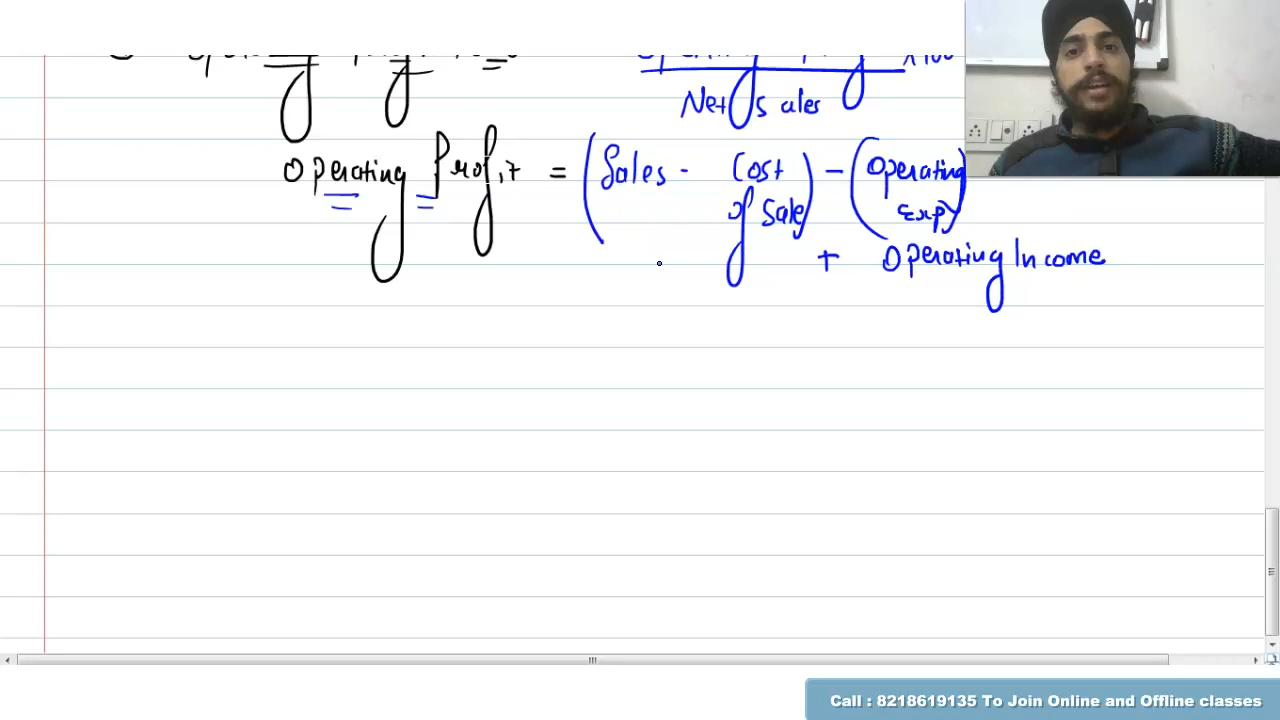 Net Sales
Operating Profit = (Sales - Cost of Sale) - (Operating Exp)
+ Operating Income
Call : 8218619135 To Join Online and Offline classes